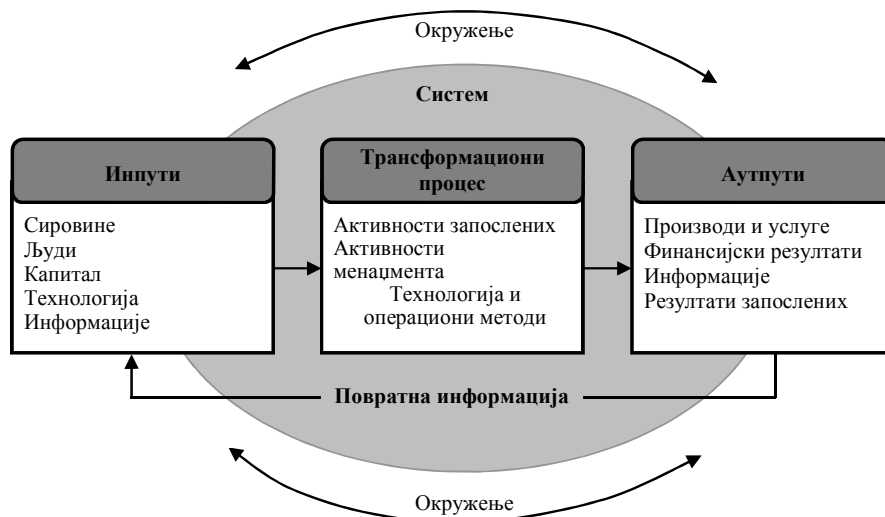 Окружење
Систем
Инпути
Сировине
Људи
Капитал
Технологија
Информације
Трансформациони
процес
Активности запослених
Активности
менаџмента
Технологија и
операциони методи
Аутпути
Производи и услуге
Финансијски резултати
Информације
Резултати запослених
Повратна информација
Окружење